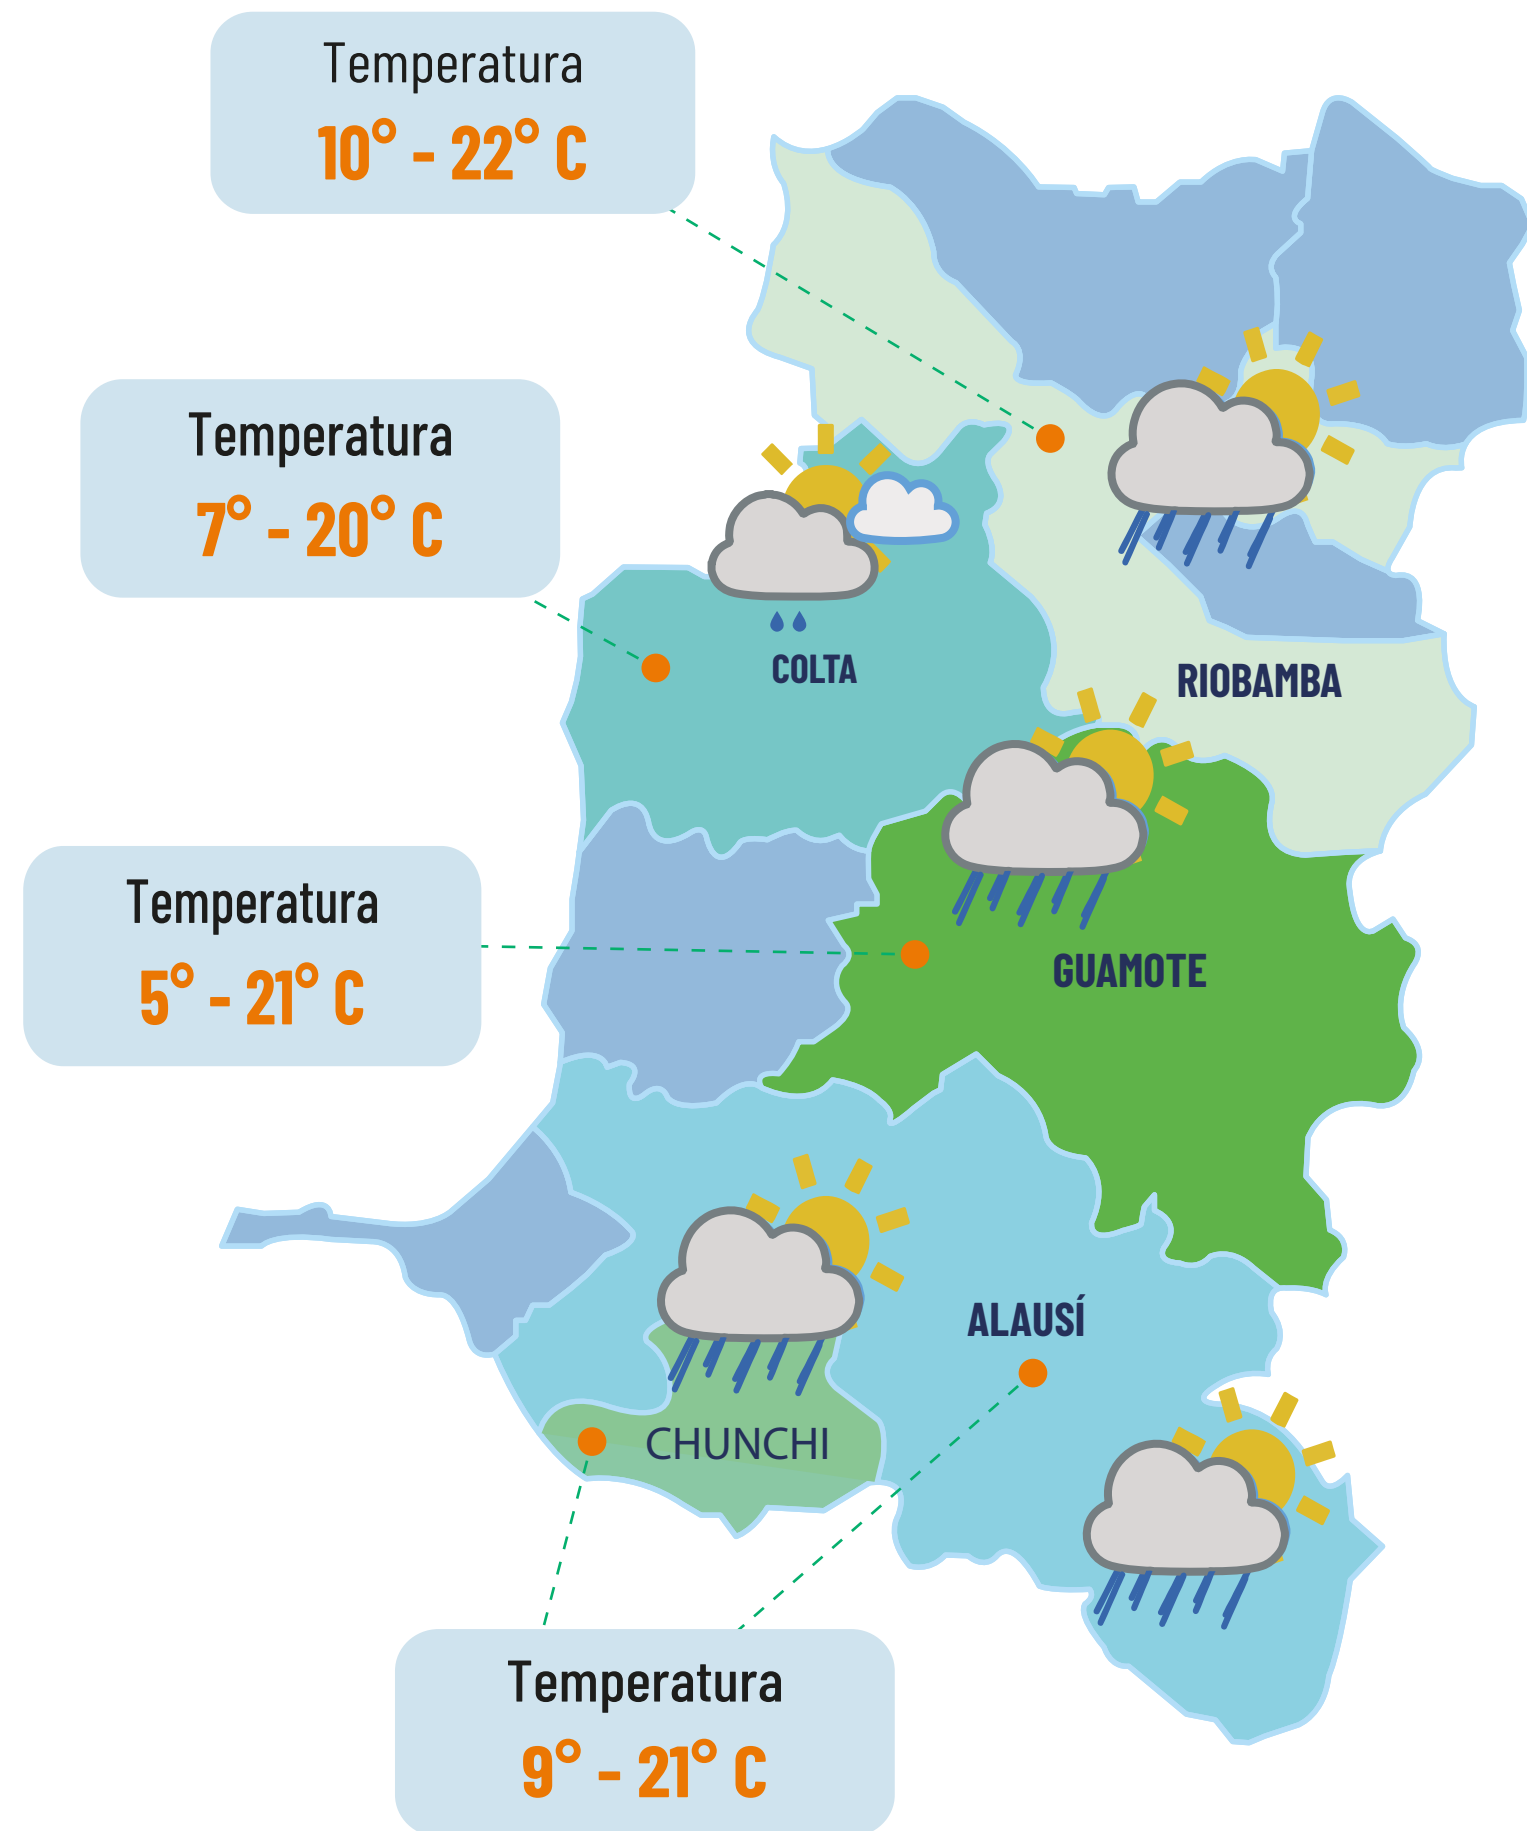 Temperatura
10° - 22° C
Temperatura
7° - 20° C
COLTA
RIOBAMBA
Temperatura
5° - 21° C
GUAMOTE
ALAUSÍ
CHUNCHI
Temperatura
9° - 21° C